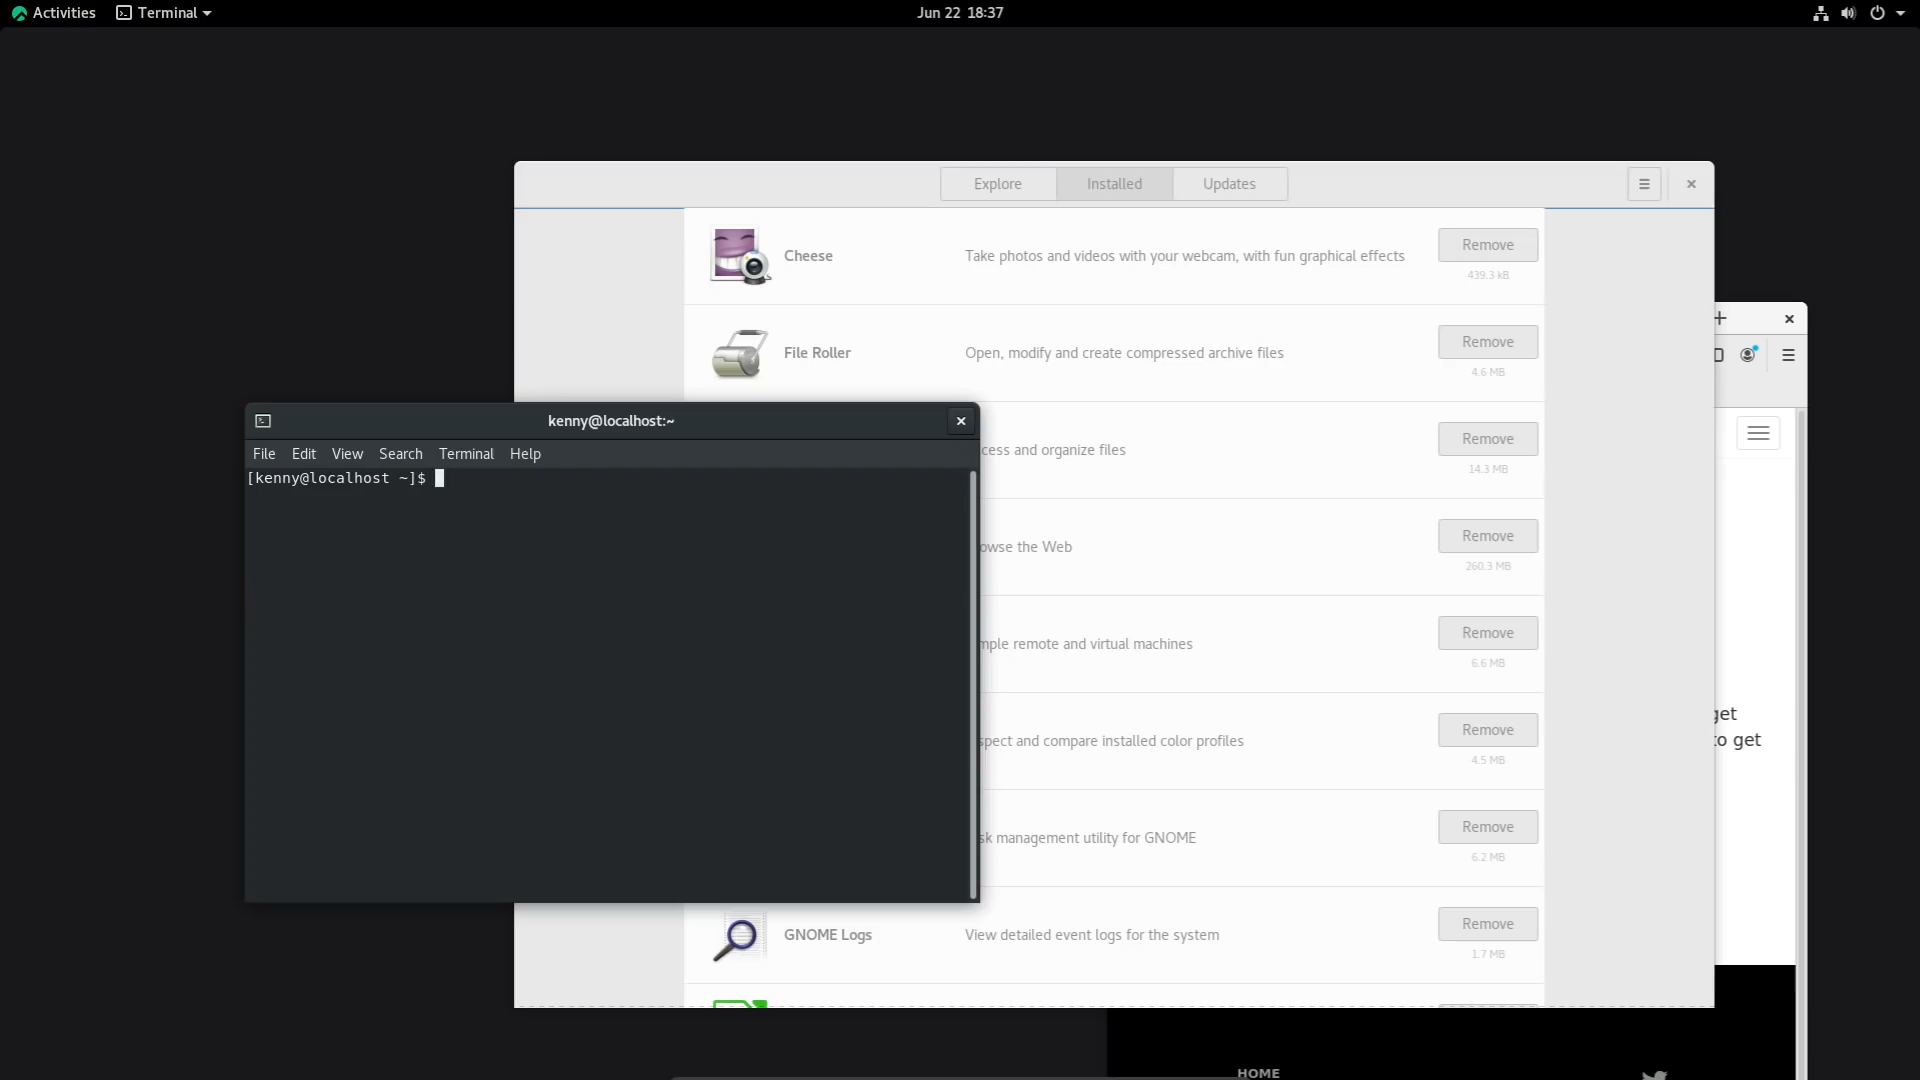 Activities
Terminal
Jun 22 18:37
Explore
Installed
Updates
Cheese
Take photos and videos with your webcam, with fun graphical effects
Remove
439.3 kB
File Roller
Open, modify and create compressed archive files
Remove
4.6 MB
kenny@localhost:~
File Edit View Search Terminal Help
[kenny@localhost ~]$
and organize files
Remove
14.3 MB
the Web
Remove
260.3 MB
remote and virtual machines
Remove
6.6 MB
and compare installed color profiles
Remove
4.5 MB
management utility for GNOME
Remove
6.2 MB
GNOME Logs
View detailed event logs for the system
Remove
1.7 MB
get
to get
HOME